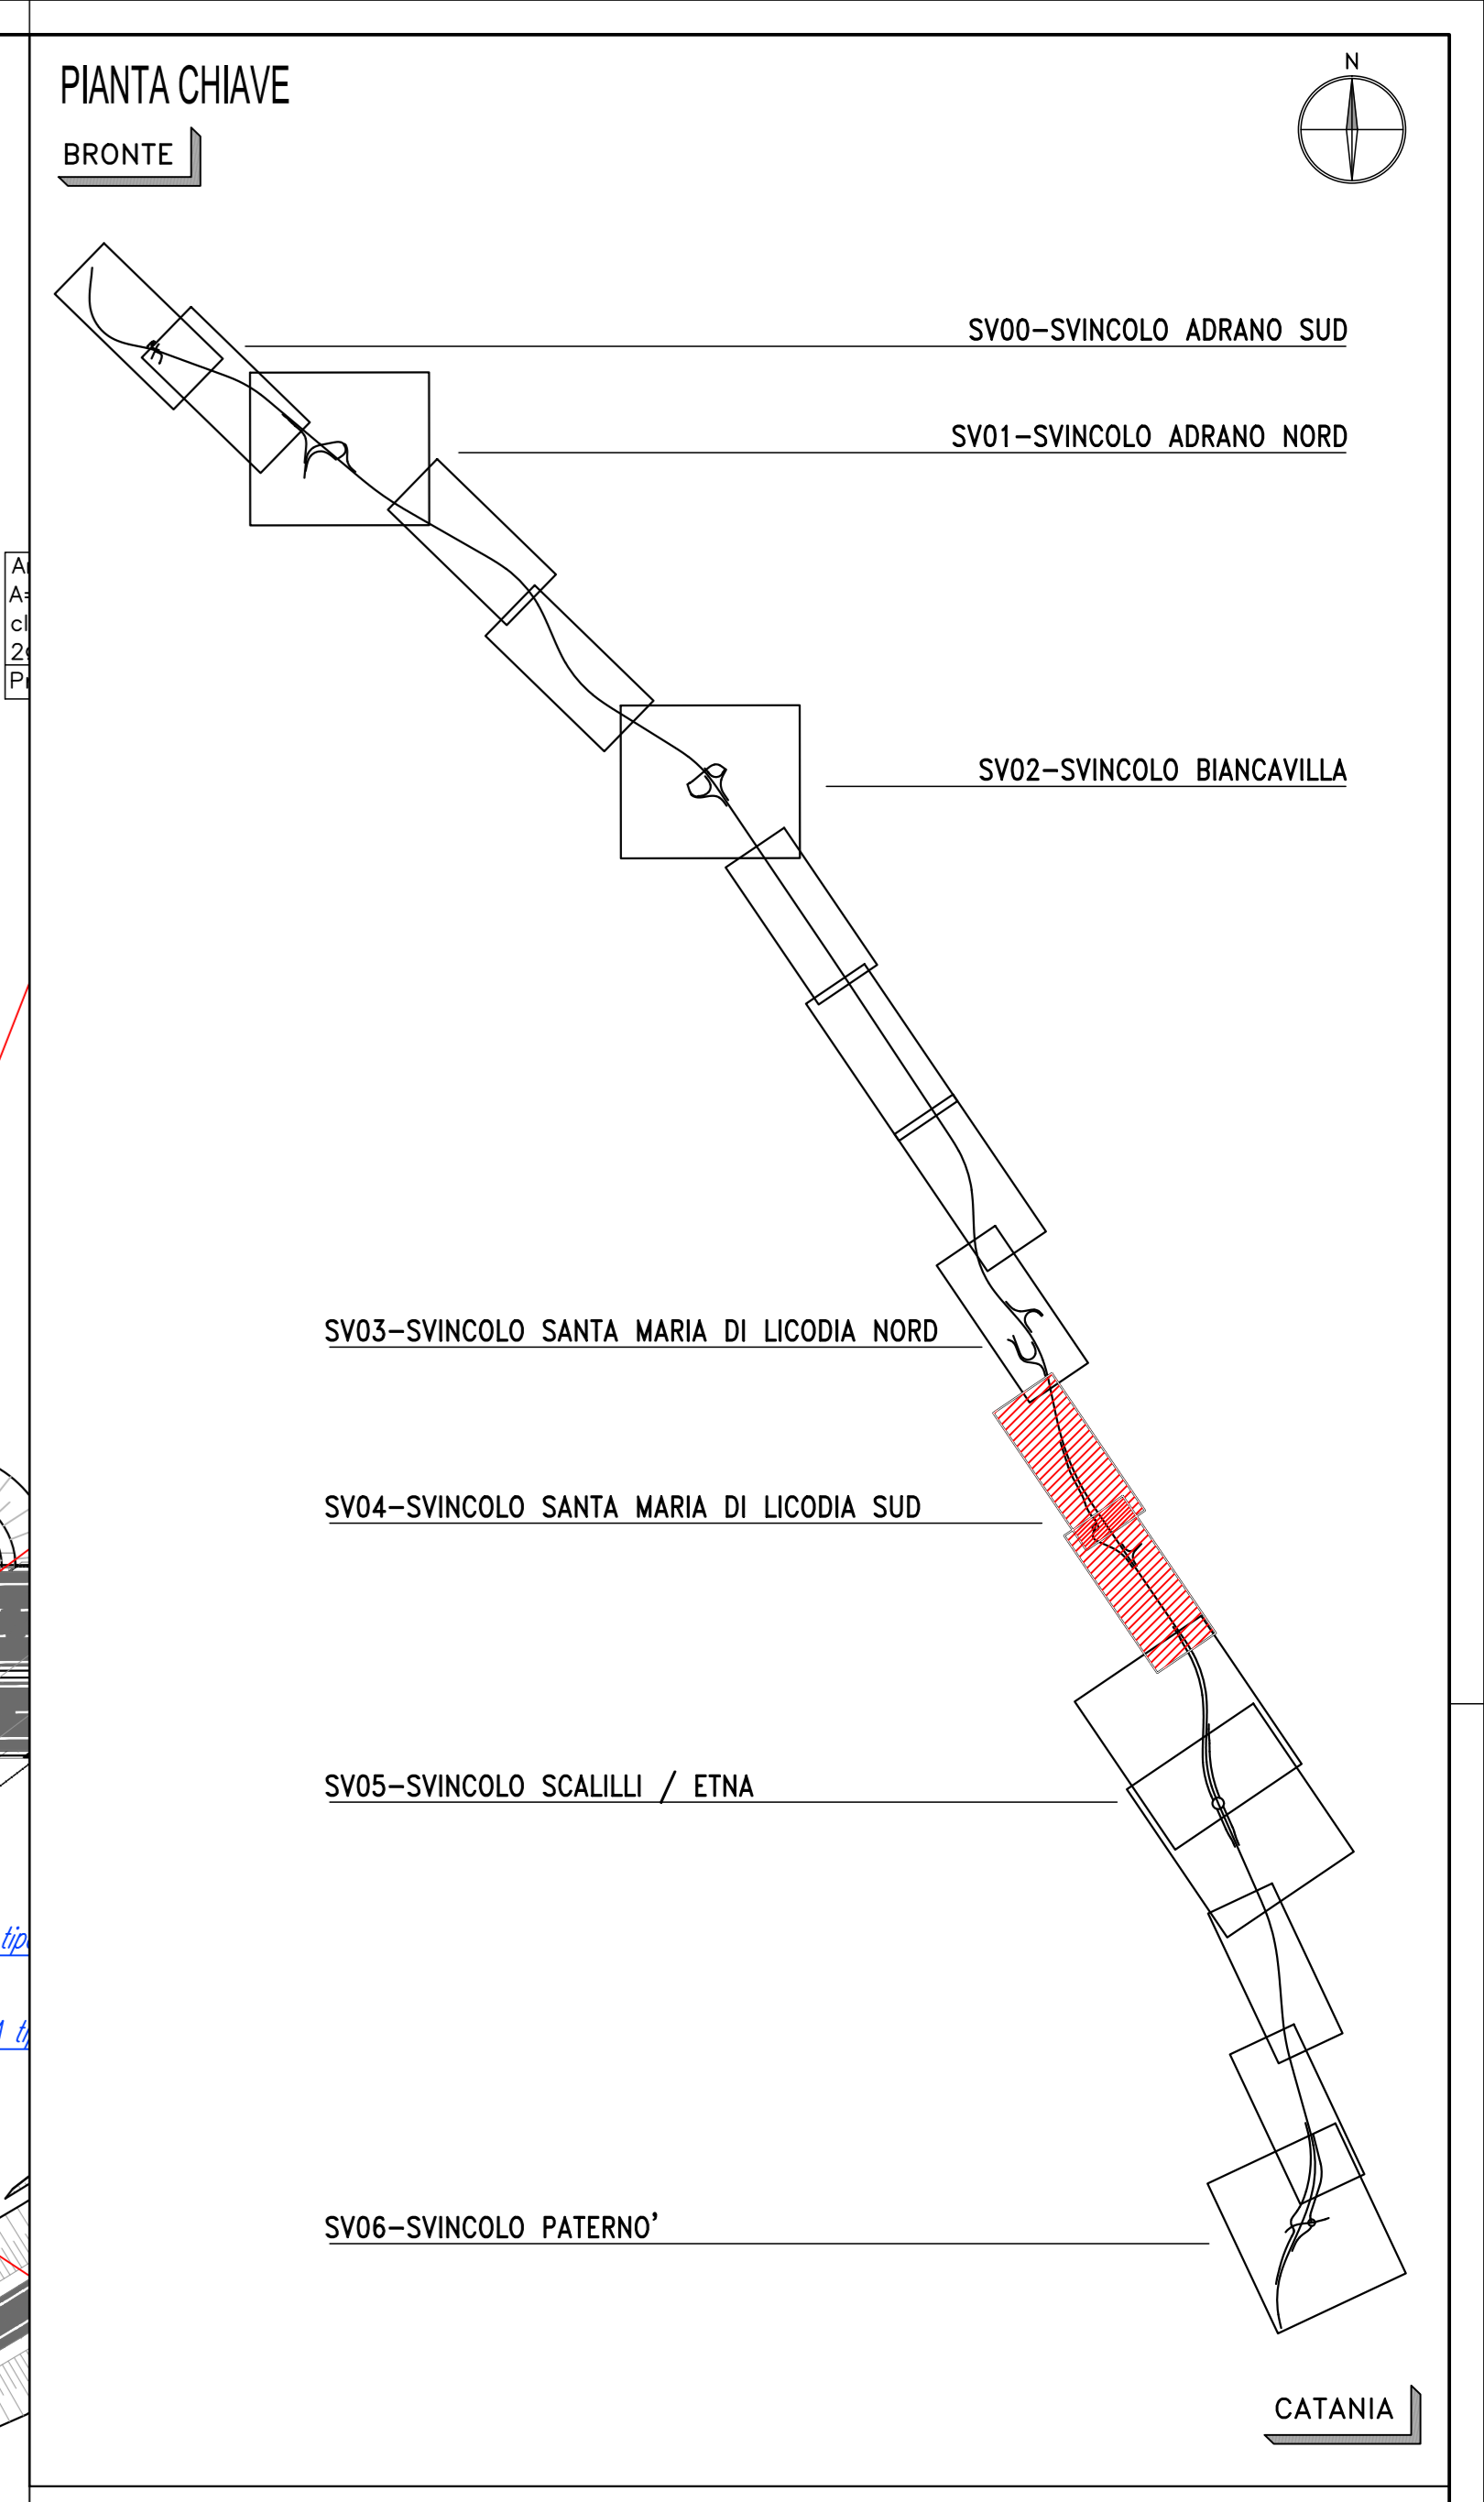 PIANTA CHIAVE
N
BRONTE
SV00-SVINCOLO ADRANO SUD
SV01-SVINCOLO ADRANO NORD
SV02-SVINCOLO BIANCAVILLA
SV03-SVINCOLO SANTA MARIA DI LICODIA NORD
SV04-SVINCOLO SANTA MARIA DI LICODIA SUD
SV05-SVINCOLO SCALILLI / ETNA
SV06-SVINCOLO PATERNO'
CATANIA